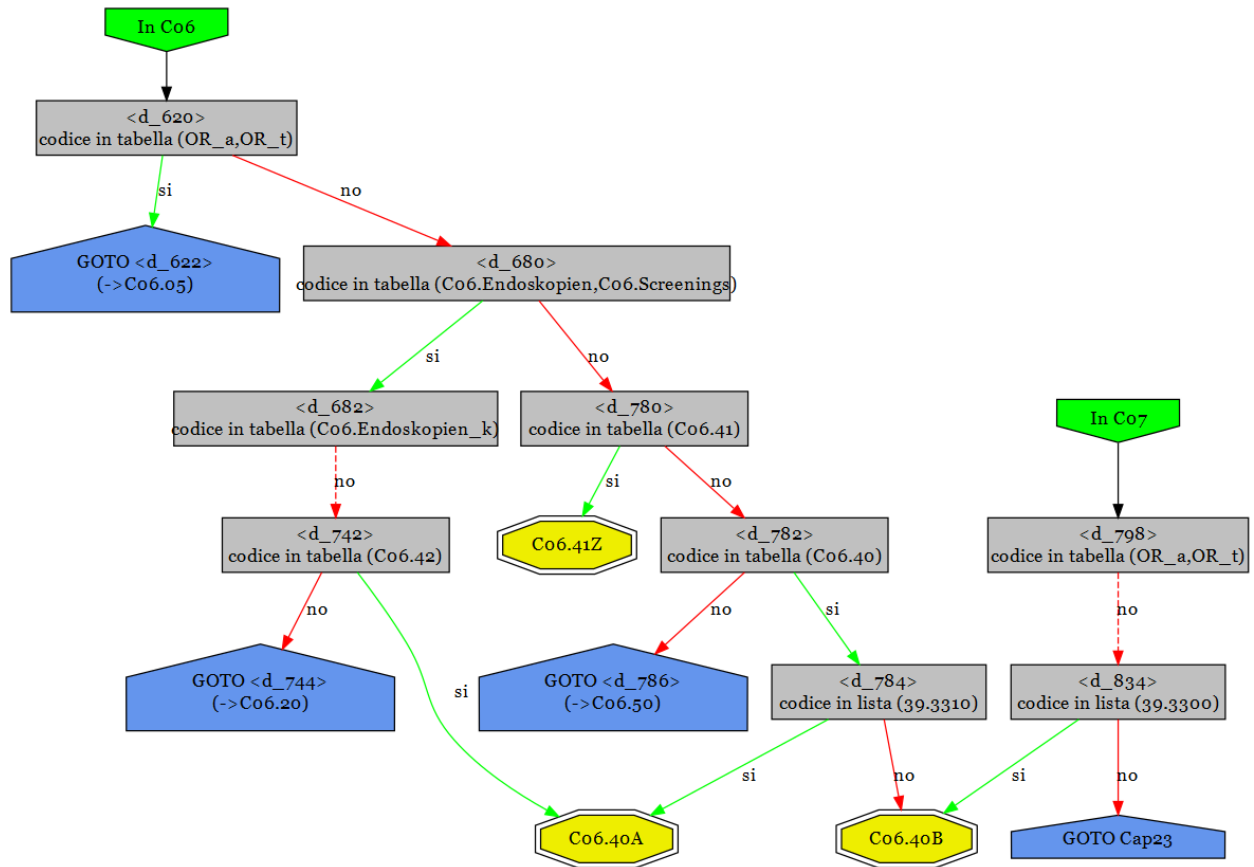 In C06
<d_620>
codice in tabella (OR_a,OR_t)
si
no
GOTO <d_622>
(->C06.05)
<d_680>
codice in tabella (C06.Endoskopien,C06.Screenings)
si
no
<d_682>
codice in tabella (C06.Endoskopien_k)
<d_780>
codice in tabella (C06.41)
In C07
no
si
no
<d_742>
codice in tabella (C06.42)
C06.41Z
<d_782>
codice in tabella (C06.40)
<d_798>
codice in tabella (OR_a,OR_t)
no
no
si
no
GOTO <d_744>
(->C06.20)
si
GOTO <d_786>
(->C06.50)
<d_784>
codice in lista (39.3310)
<d_834>
codice in lista (39.3300)
si
no
si
no
C06.40A
C06.40B
GOTO Cap23